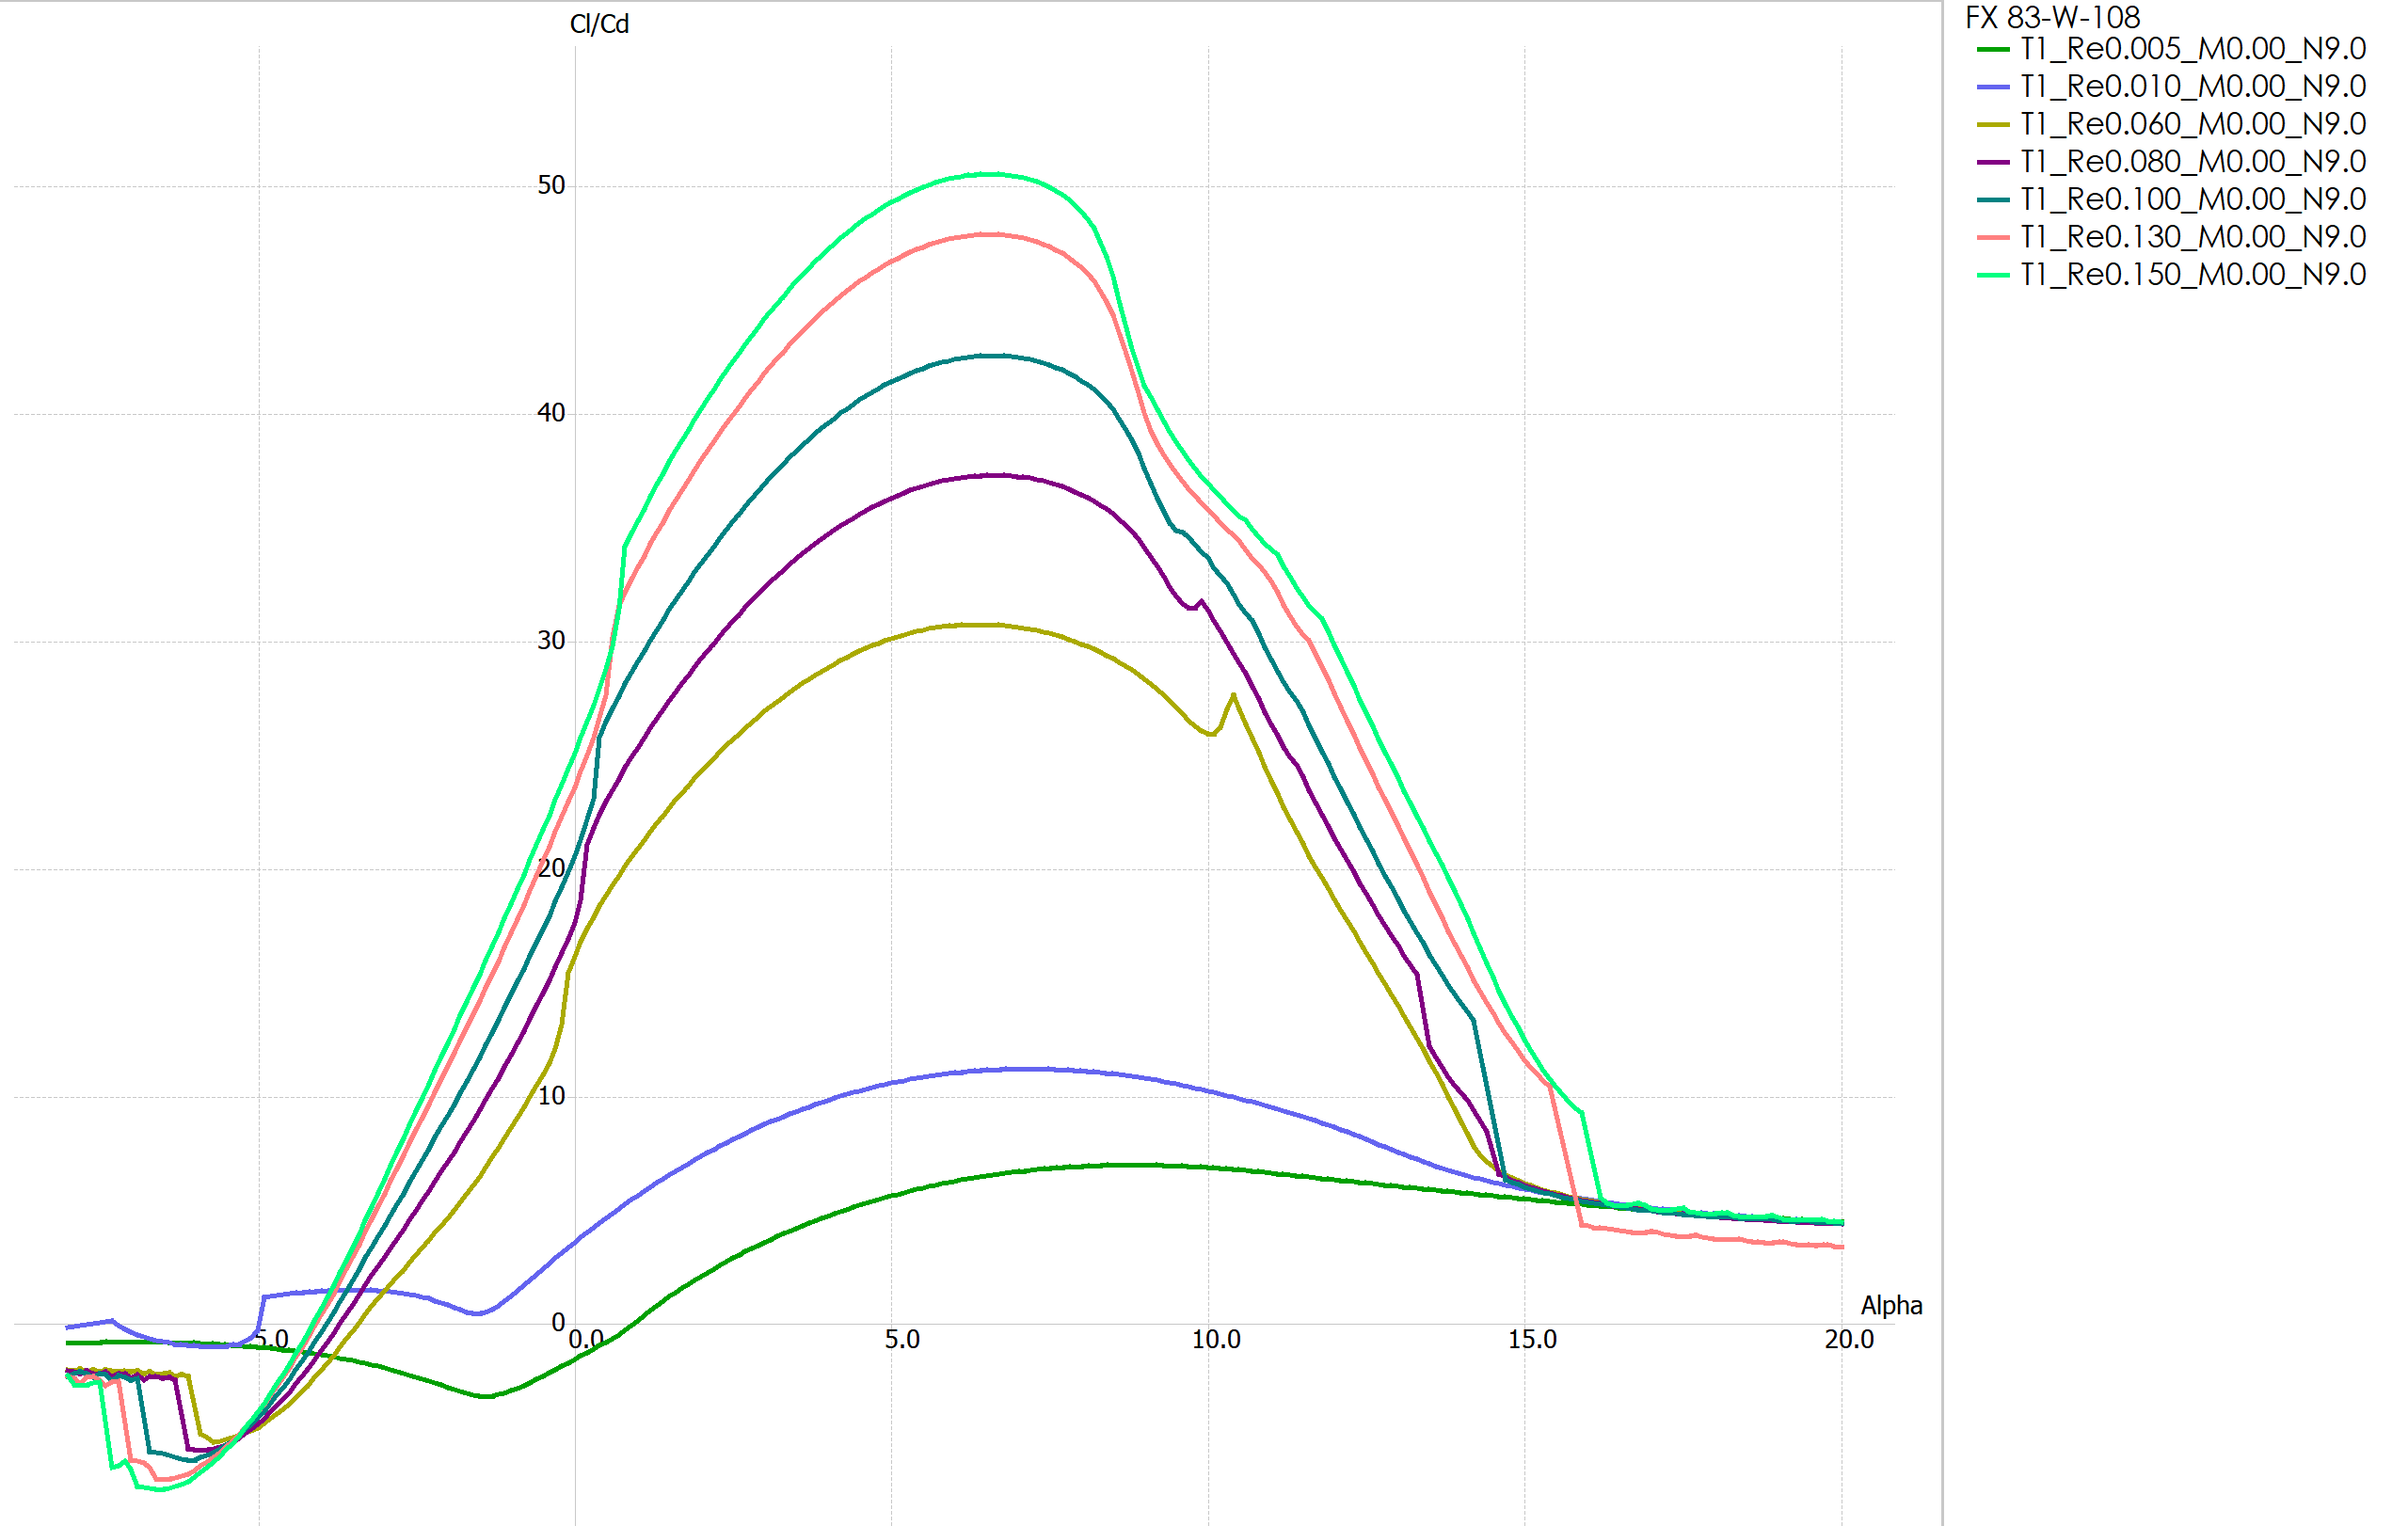 Cl/Cd
50
40
30
20
10
0
5.0
0.0
5.0
10.0
15.0
20.0
Alpha
FX 83-W-108
T1_Re0.005_M0.00_N9.0
T1_Re0.010_M0.00_N9.0
T1_Re0.060_M0.00_N9.0
T1_Re0.080_M0.00_N9.0
T1_Re0.100_M0.00_N9.0
T1_Re0.130_M0.00_N9.0
T1_Re0.150_M0.00_N9.0